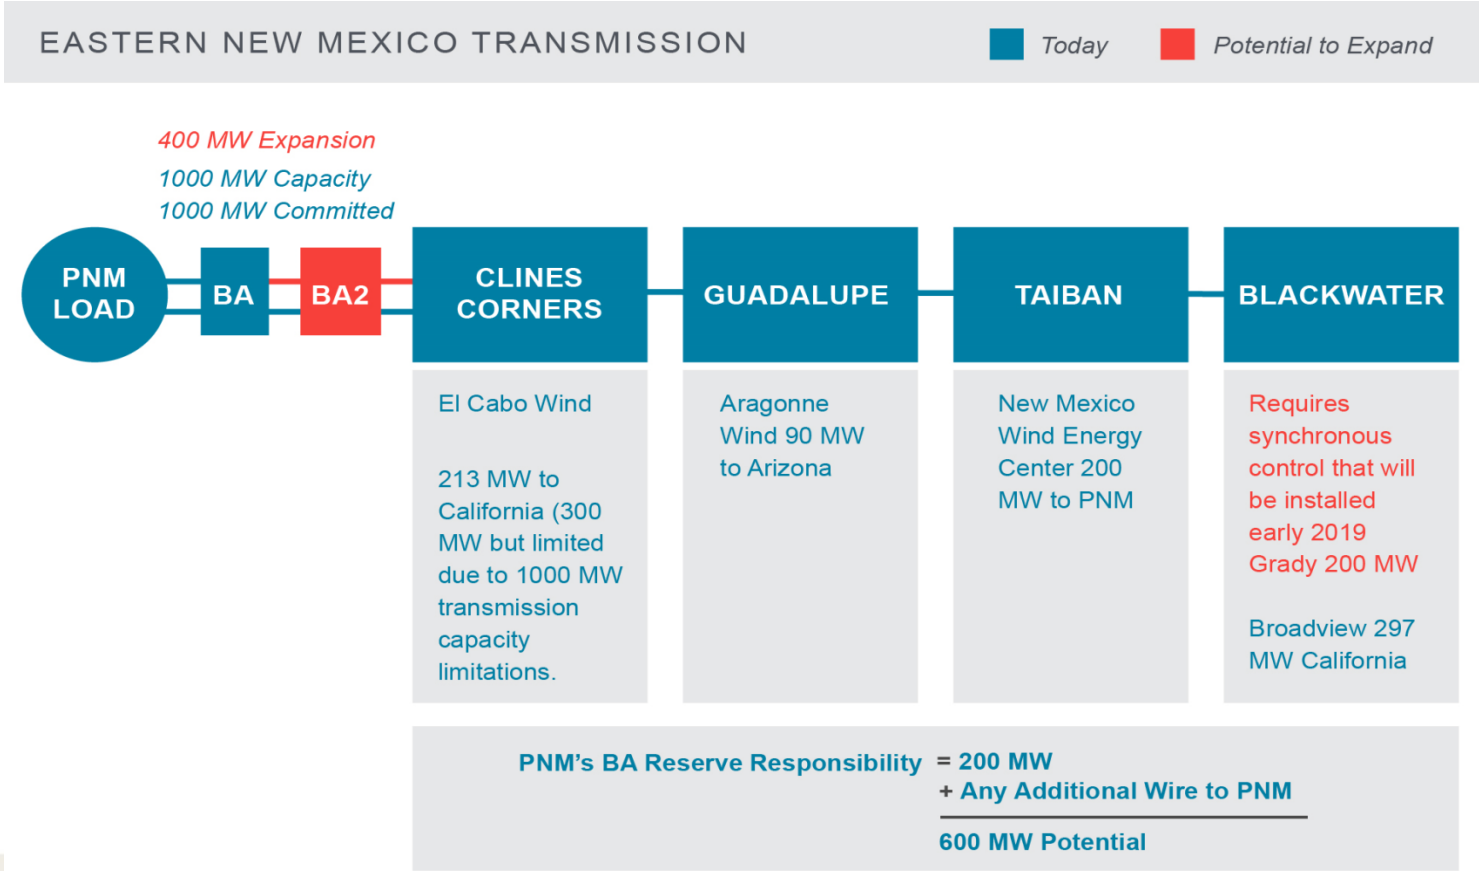 EASTERN NEW MEXICO TRANSMISSION
Today
Potential to Expand
400 MW Expansion
1000 MW Capacity
1000 MW Committed
PNM
LOAD
BA
BA2
CLINES
CORNERS
GUADALUPE
TAIBAN
BLACKWATER
El Cabo Wind
213 MW to
California (300
MW but limited
due to 1000 MW
transmission
capacity
limitations.
Aragonne
Wind 90 MW
to Arizona
New Mexico
Wind Energy
Center 200
MW to PNM
Requires
synchronous
control that will
be installed
early 2019
Grady 200 MW
Broadview 297
MW California
PNM’s BA Reserve Responsibility = 200 MW
+ Any Additional Wire to PNM
600 MW Potential